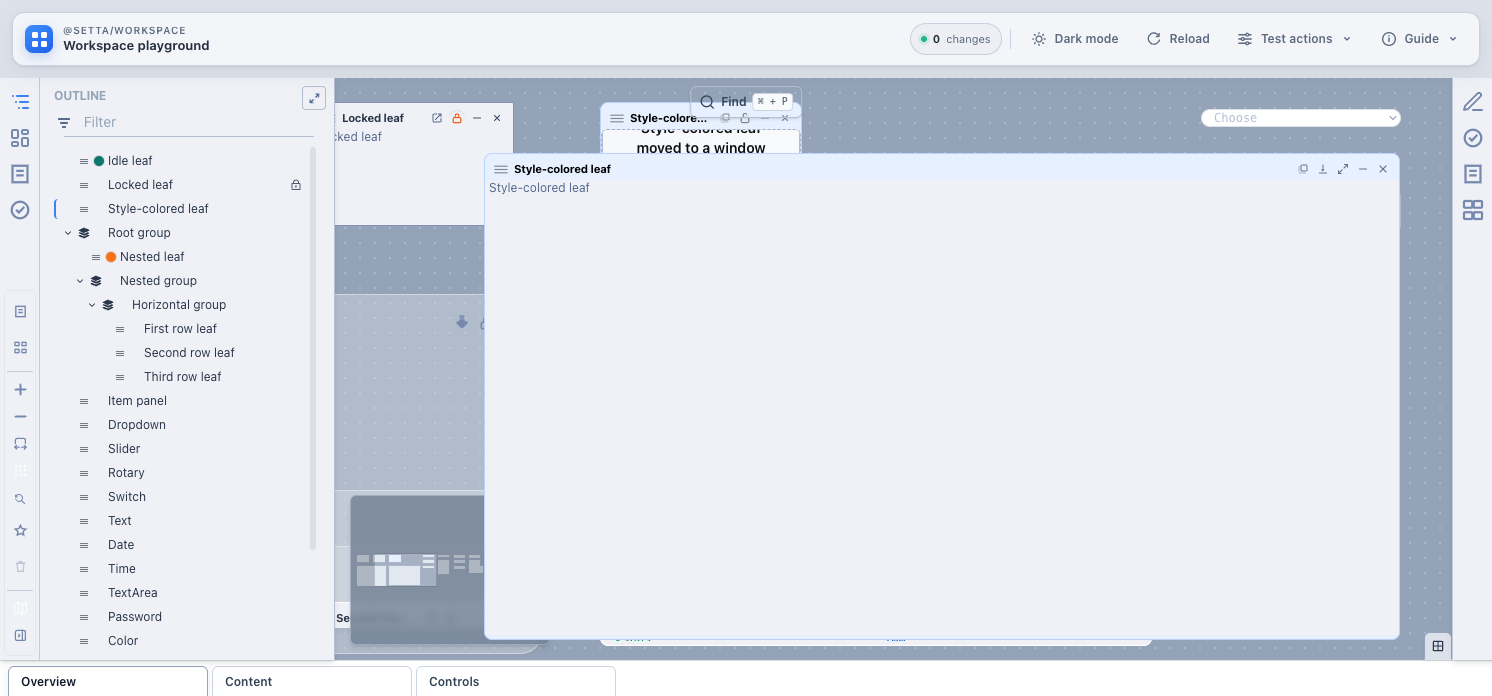 @SETTA/WORKSPACE
Workspace playground
0 changes
Dark mode
Reload
Test actions
Guide
OUTLINE
Filter
Idle leaf
Locked leaf
Style-colored leaf
Root group
Nested leaf
Nested group
Horizontal group
First row leaf
Second row leaf
Third row leaf
Item panel
Dropdown
Slider
Rotary
Switch
Text
Date
Time
TextArea
Password
Color
Locked leaf
cked leaf
Find ⌘ + P
Style-colore...
Style-colored leaf
moved to a window
Choose
Style-colored leaf
Style-colored leaf
Se
Overview
Content
Controls